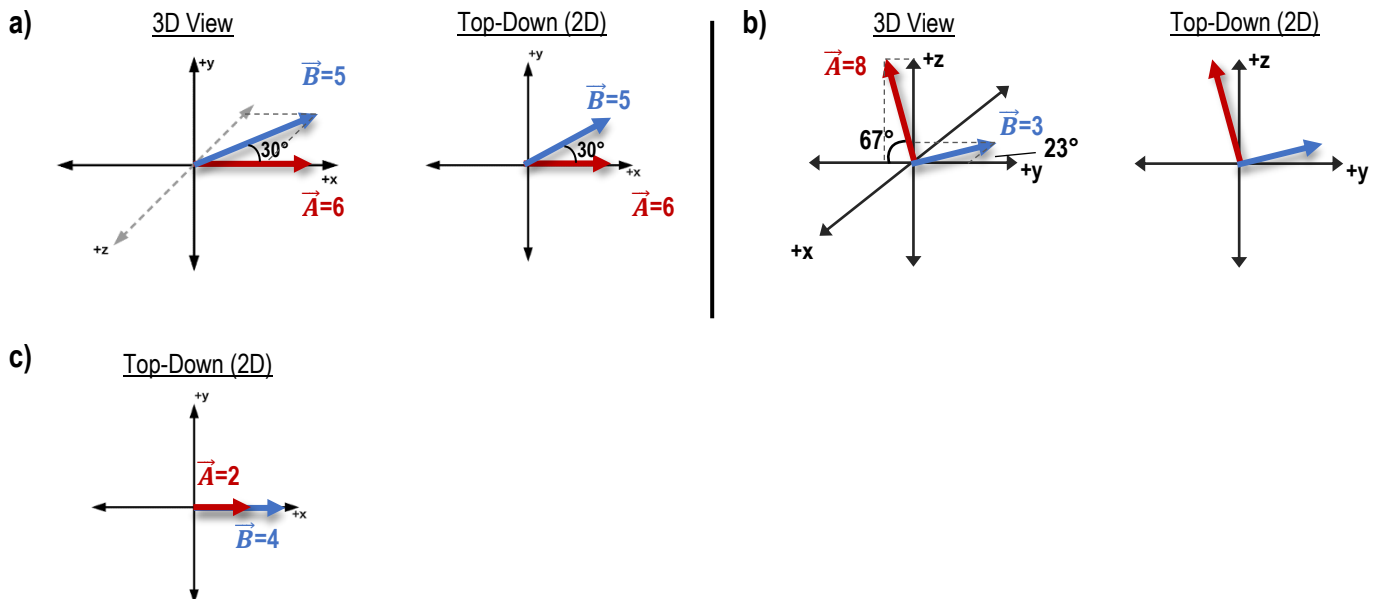 a)
3D View
+y
B=5
30°
+x
A=6
+z
Top-Down (2D)
+y
B=5
30°
+x
A=6
b)
3D View
A=8
+z
67°
B=3
23°
+y
+x
Top-Down (2D)
+z
+y
c)
Top-Down (2D)
+y
A=2
+x
B=4